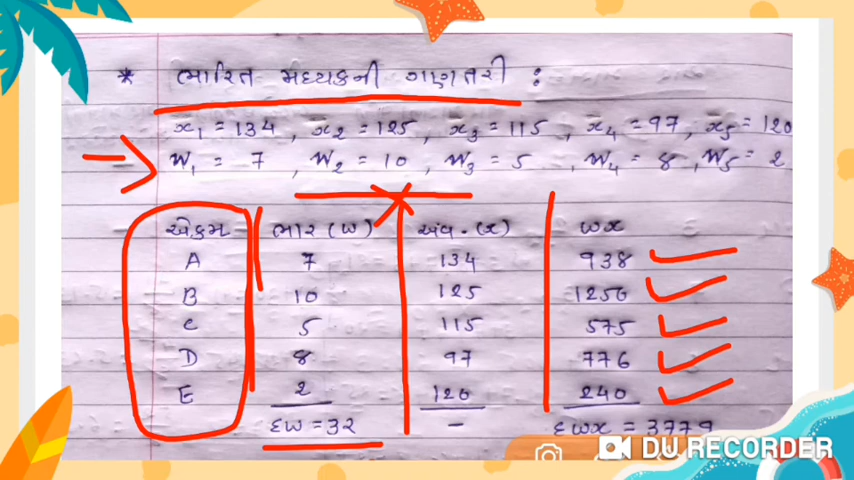 * ભારિત મધ્યકની ગણતરી :
x1 = 134, x2 = 125, x3 = 115, x4 = 97, x5 = 120
W1 = 7, W2 = 10, W3 = 5, W4 = 8, W5 = 2
એકમ ભાર (W) અંવ.(x) wx
A 7 134 938
B 10 125 1250
C 5 115 575
D 8 97 776
E 2 120 240
Σw = 32 – Σwx = 3779
DU RECORDER